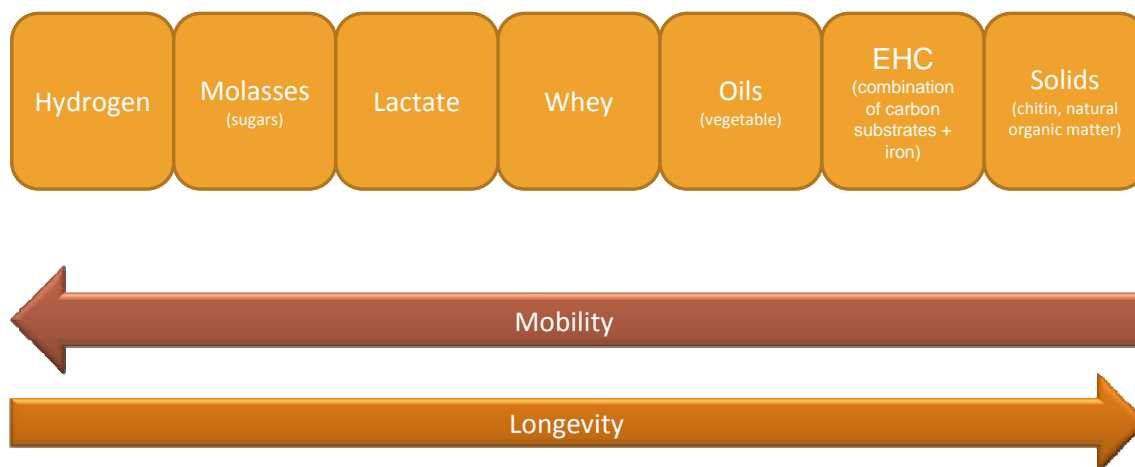 Hydrogen
Molasses
(sugars)
Lactate
Whey
Oils
(vegetable)
EHC
(combination
of carbon
substrates +
iron)
Solids
(chitin, natural
organic matter)
Mobility
Longevity